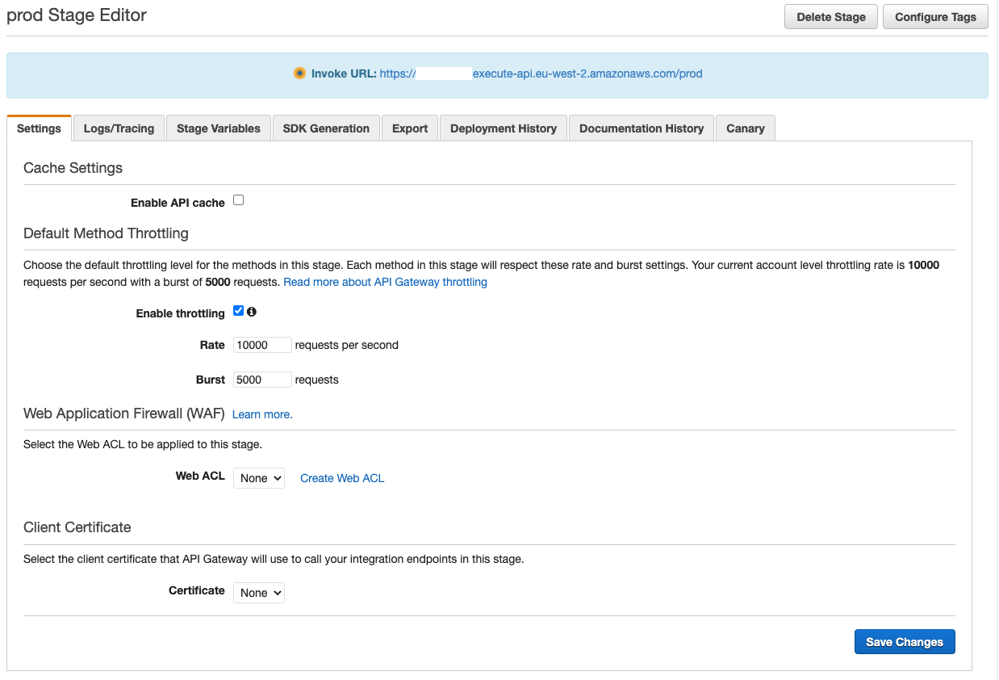 prod Stage Editor
Delete Stage
Configure Tags
Invoke URL: https:// execute-api.eu-west-2.amazonaws.com/prod
Settings
Logs/Tracing
Stage Variables
SDK Generation
Export
Deployment History
Documentation History
Canary
Cache Settings
Enable API cache
Default Method Throttling
Choose the default throttling level for the methods in this stage. Each method in this stage will respect these rate and burst settings. Your current account level throttling rate is 10000
requests per second with a burst of 5000 requests. Read more about API Gateway throttling
Enable throttling
Rate 10000 requests per second
Burst 5000 requests
Web Application Firewall (WAF) Learn more.
Select the Web ACL to be applied to this stage.
Web ACL None Create Web ACL
Client Certificate
Select the client certificate that API Gateway will use to call your integration endpoints in this stage.
Certificate None
Save Changes